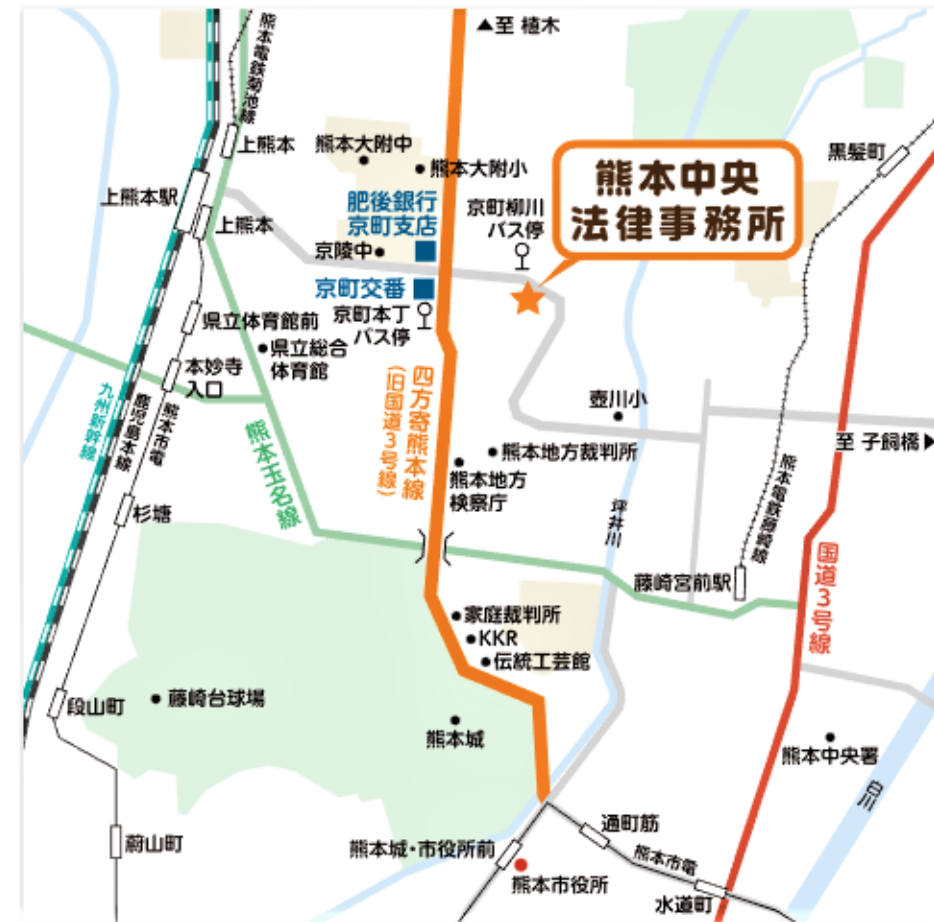 ▲至 植木
熊本電鉄菊池線
上熊本
熊本大附中
熊本大附小
黒髪町
熊本中央
法律事務所
上熊本駅
上熊本
肥後銀行
京町支店
京町柳川
バス停
京陵中
京町交番
京町本丁
バス停
県立体育館前
県立総合
体育館
本妙寺
入口
九州新幹線
鹿児島本線
熊本市電
熊本玉名線
四方寄熊本線
(旧国道3号線)
壺川小
至 子飼橋▶
熊本地方裁判所
熊本地方
検察庁
熊本電鉄藤崎線
坪井川
杉塘
藤崎宮前駅
国道3号線
家庭裁判所
KKR
伝統工芸館
段山町
藤崎台球場
熊本城
熊本中央署
白川
蔚山町
熊本城・市役所前
通町筋
熊本市電
熊本市役所
水道町